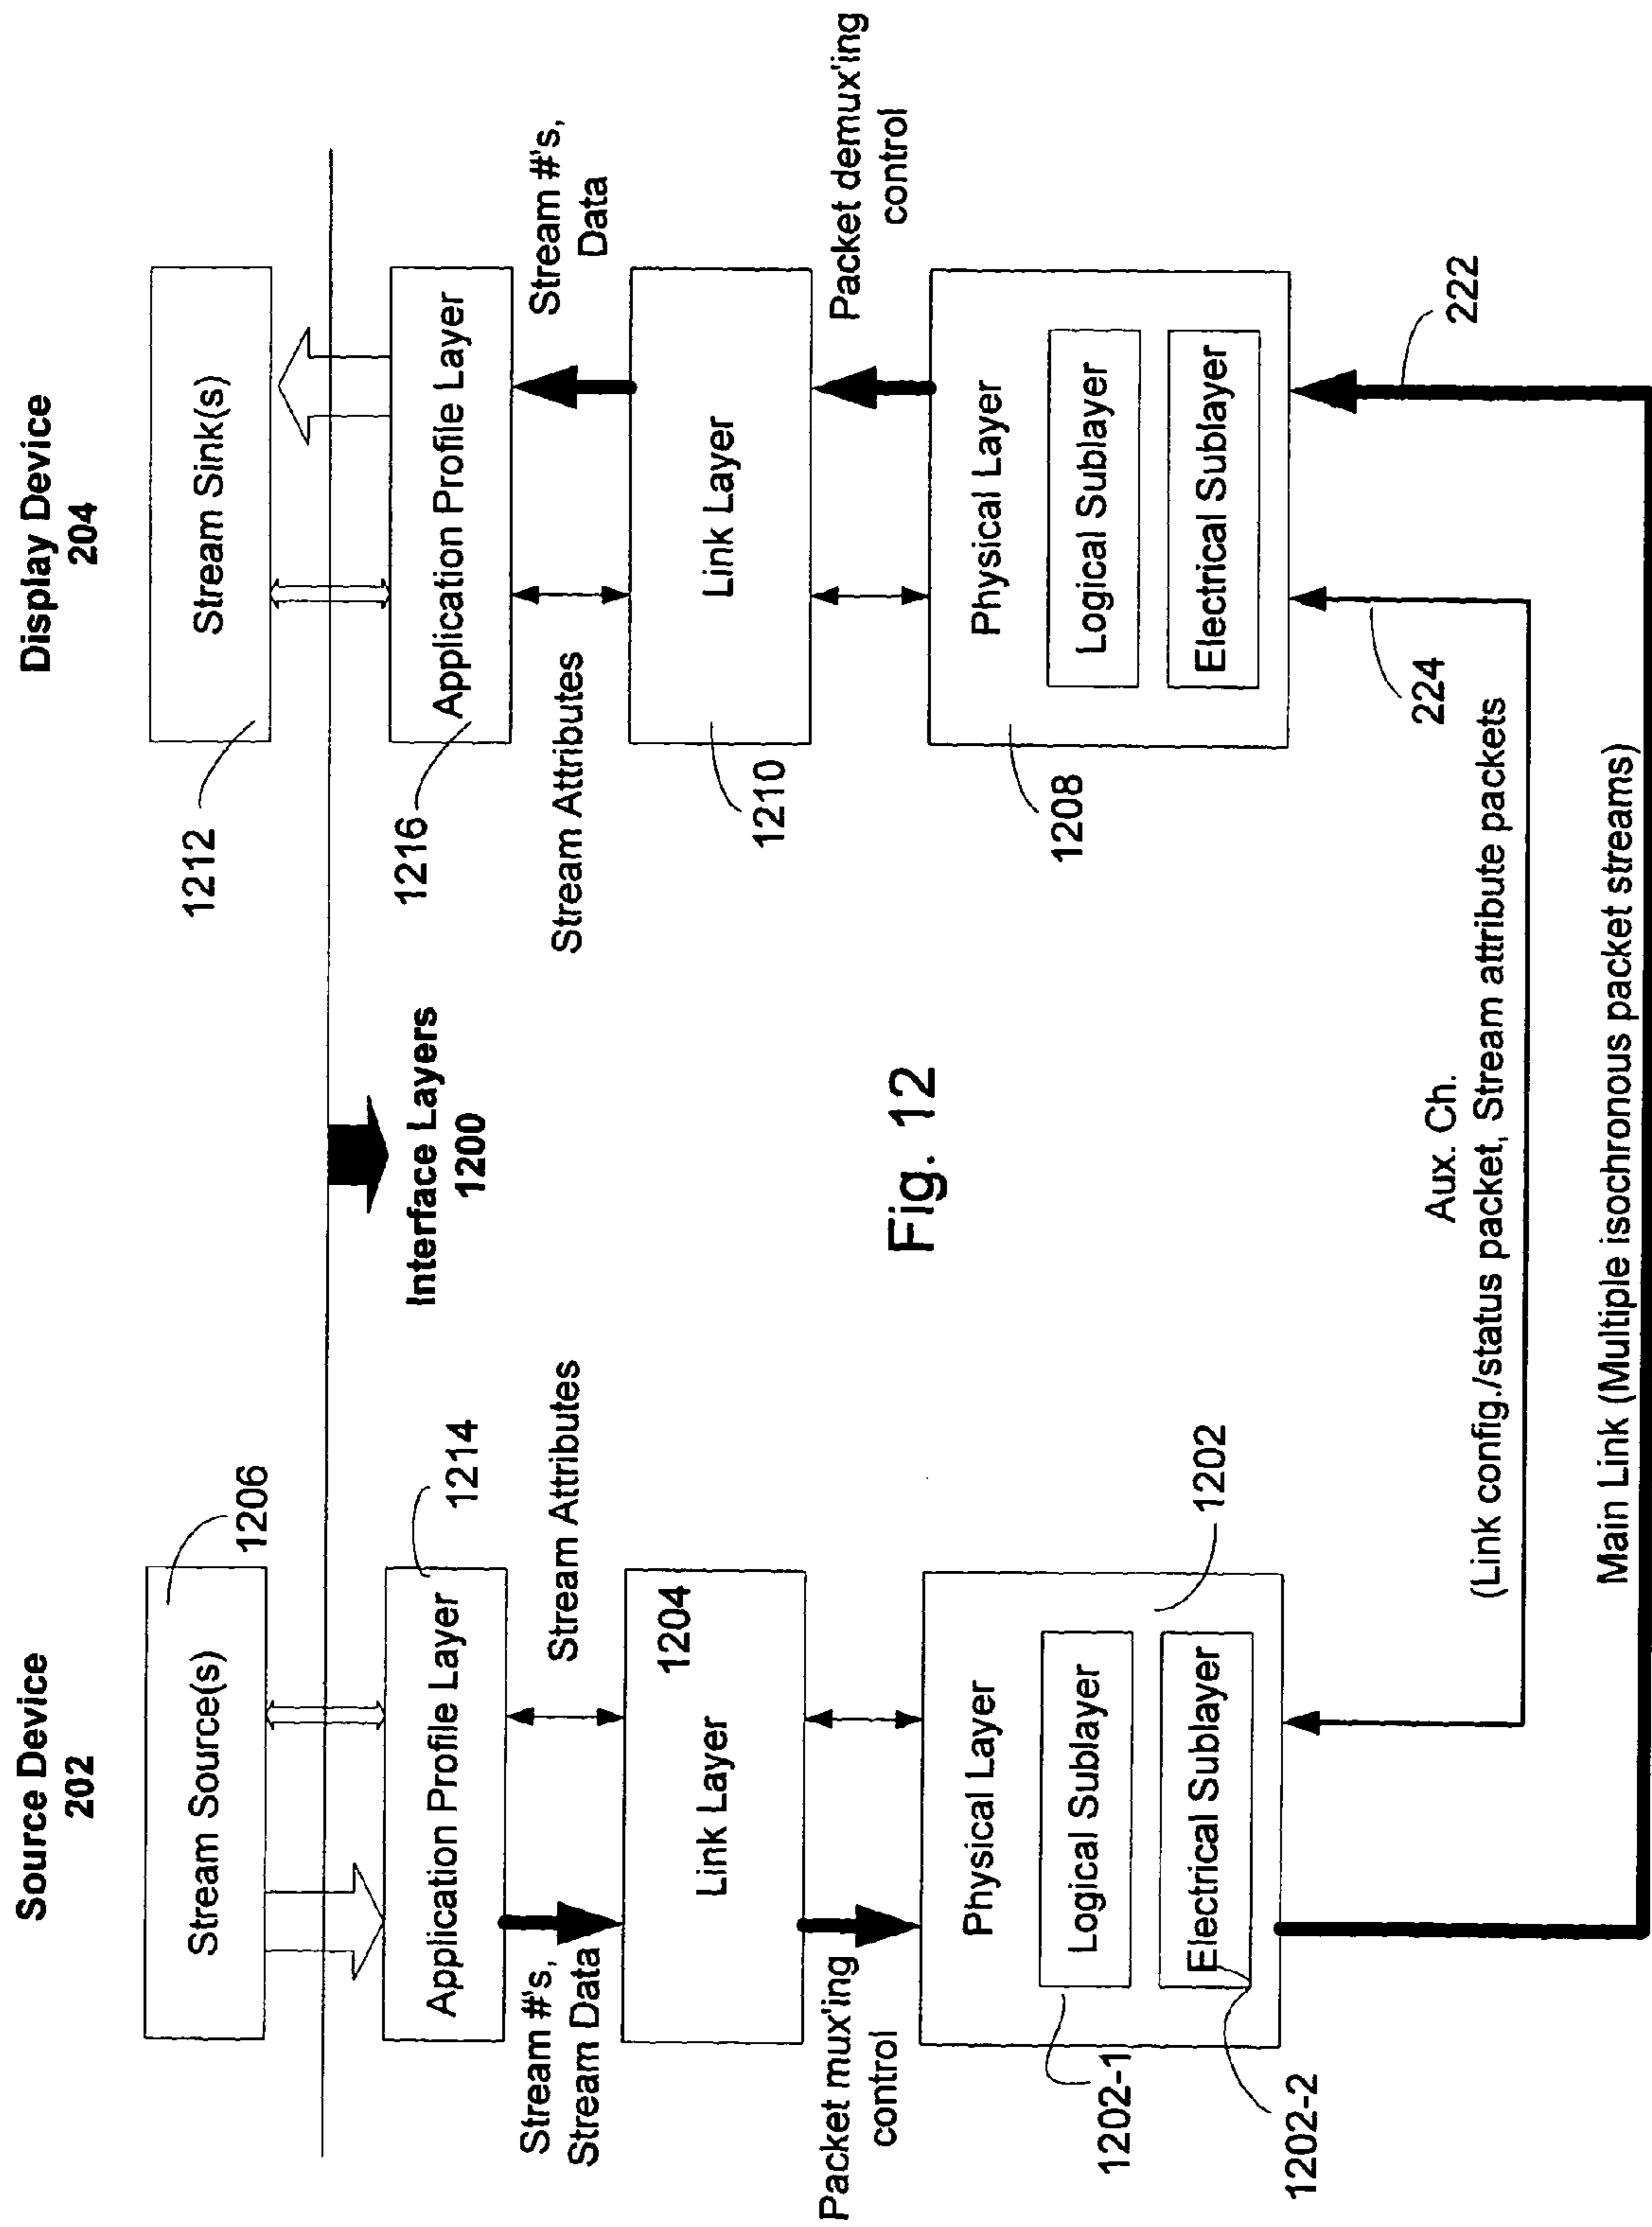 Source Device
202
Stream Source(s)
1206
Application Profile Layer
1214
Stream #'s,
Stream Data
Stream Attributes
Link Layer
1204
Packet mux'ing
control
Physical Layer
1202
Logical Sublayer
Electrical Sublayer
1202-1
1202-2
Interface Layers
1200
Display Device
204
Stream Sink(s)
1212
Application Profile Layer
1216
Stream Attributes
Stream #'s,
Data
Link Layer
1210
Packet demux'ing
control
Physical Layer
Logical Sublayer
Electrical Sublayer
1208
224
222
Aux. Ch.
(Link config./status packet, Stream attribute packets
Main Link (Multiple isochronous packet streams)
Fig. 12